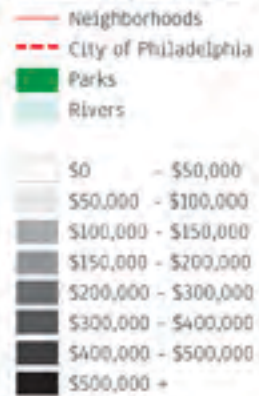 Neighborhoods
City of Philadelphia
Parks
Rivers
$0 - $50,000
$50,000 - $100,000
$100,000 - $150,000
$150,000 - $200,000
$200,000 - $300,000
$300,000 - $400,000
$400,000 - $500,000
$500,000 +